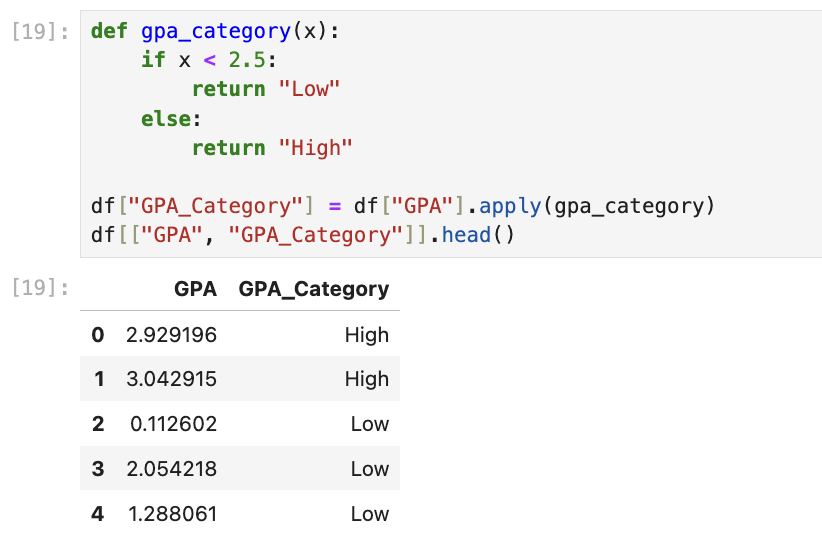 [19]: def gpa_category(x):
    if x < 2.5:
        return "Low"
    else:
        return "High"

df["GPA_Category"] = df["GPA"].apply(gpa_category)
df[["GPA", "GPA_Category"]].head()
[19]:
GPA GPA_Category
0 2.929196 High
1 3.042915 High
2 0.112602 Low
3 2.054218 Low
4 1.288061 Low